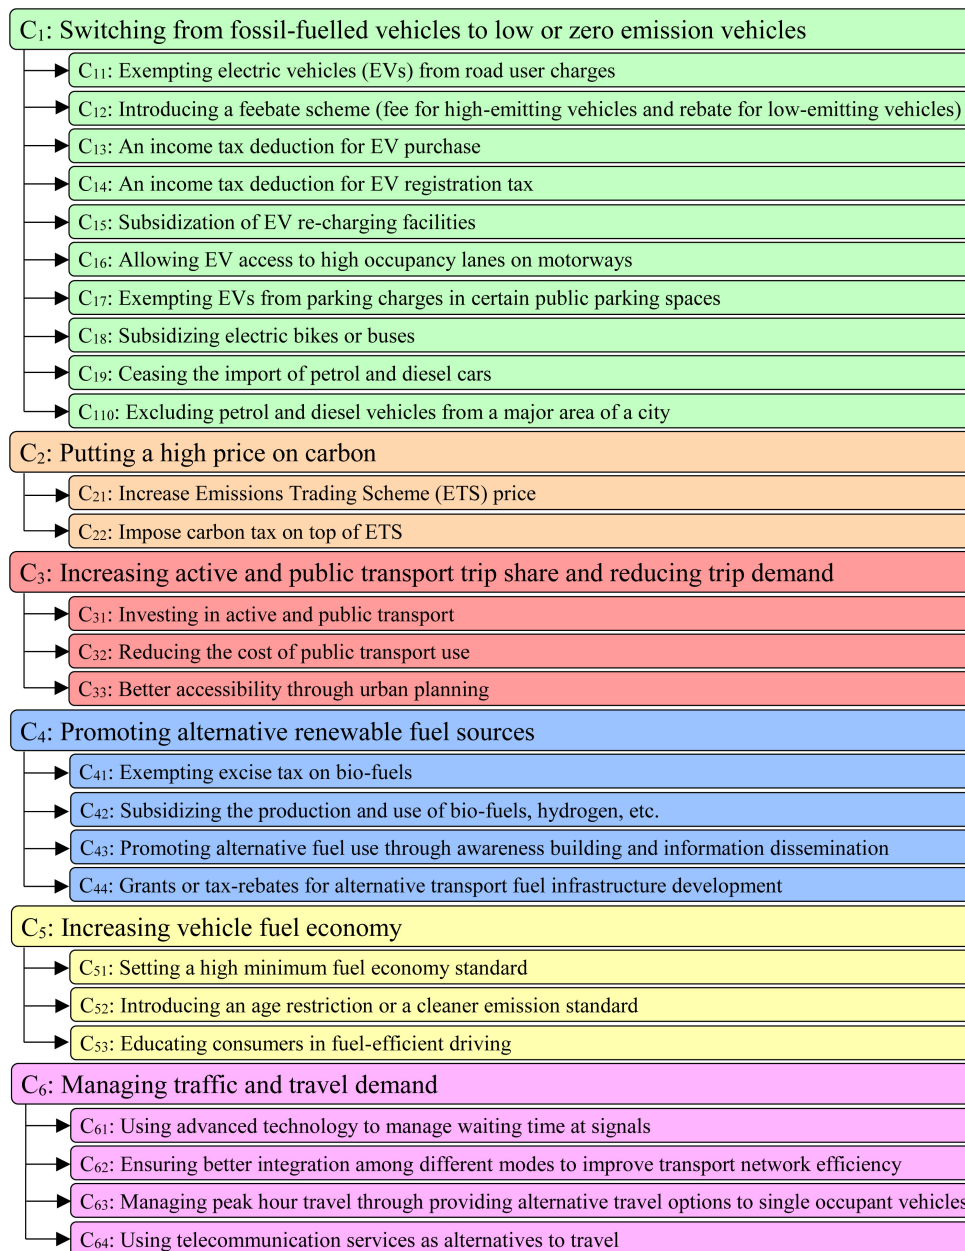 C₁: Switching from fossil-fuelled vehicles to low or zero emission vehicles
C₁₁: Exempting electric vehicles (EVs) from road user charges
C₁₂: Introducing a feebate scheme (fee for high-emitting vehicles and rebate for low-emitting vehicles)
C₁₃: An income tax deduction for EV purchase
C₁₄: An income tax deduction for EV registration tax
C₁₅: Subsidization of EV re-charging facilities
C₁₆: Allowing EV access to high occupancy lanes on motorways
C₁₇: Exempting EVs from parking charges in certain public parking spaces
C₁₈: Subsidizing electric bikes or buses
C₁₉: Ceasing the import of petrol and diesel cars
C₁₁₀: Excluding petrol and diesel vehicles from a major area of a city
C₂: Putting a high price on carbon
C₂₁: Increase Emissions Trading Scheme (ETS) price
C₂₂: Impose carbon tax on top of ETS
C₃: Increasing active and public transport trip share and reducing trip demand
C₃₁: Investing in active and public transport
C₃₂: Reducing the cost of public transport use
C₃₃: Better accessibility through urban planning
C₄: Promoting alternative renewable fuel sources
C₄₁: Exempting excise tax on bio-fuels
C₄₂: Subsidizing the production and use of bio-fuels, hydrogen, etc.
C₄₃: Promoting alternative fuel use through awareness building and information dissemination
C₄₄: Grants or tax-rebates for alternative transport fuel infrastructure development
C₅: Increasing vehicle fuel economy
C₅₁: Setting a high minimum fuel economy standard
C₅₂: Introducing an age restriction or a cleaner emission standard
C₅₃: Educating consumers in fuel-efficient driving
C₆: Managing traffic and travel demand
C₆₁: Using advanced technology to manage waiting time at signals
C₆₂: Ensuring better integration among different modes to improve transport network efficiency
C₆₃: Managing peak hour travel through providing alternative travel options to single occupant vehicles
C₆₄: Using telecommunication services as alternatives to travel